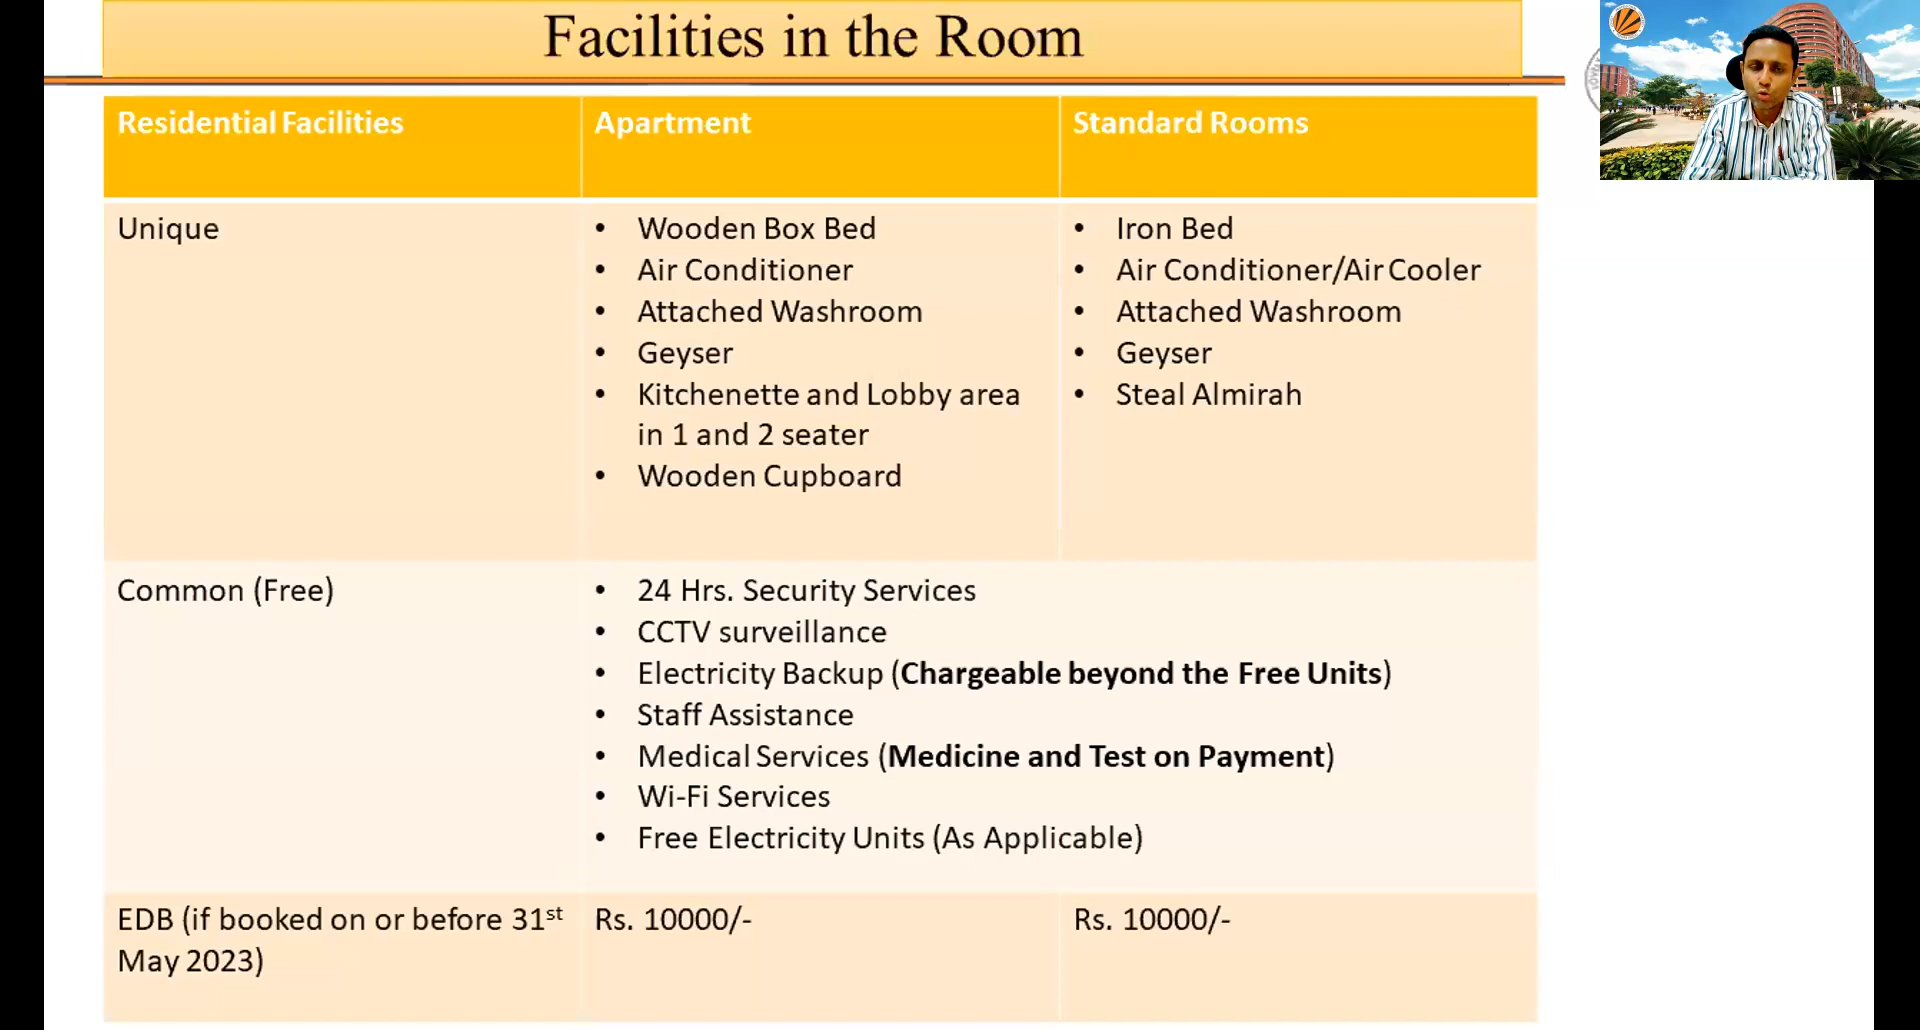 Facilities in the Room
Residential Facilities
Apartment
Standard Rooms
Unique
• Wooden Box Bed
• Air Conditioner
• Attached Washroom
• Geyser
• Kitchenette and Lobby area
in 1 and 2 seater
• Wooden Cupboard
• Iron Bed
• Air Conditioner/Air Cooler
• Attached Washroom
• Geyser
• Steal Almirah
Common (Free)
• 24 Hrs. Security Services
• CCTV surveillance
• Electricity Backup (Chargeable beyond the Free Units)
• Staff Assistance
• Medical Services (Medicine and Test on Payment)
• Wi-Fi Services
• Free Electricity Units (As Applicable)
EDB (if booked on or before 31st
May 2023)
Rs. 10000/-
Rs. 10000/-